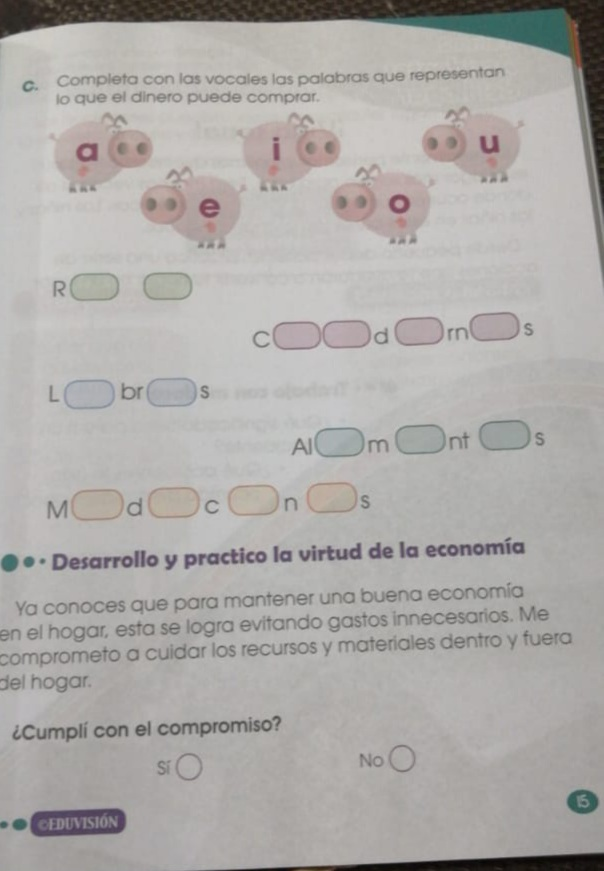 c. Completa con las vocales las palabras que representan
lo que el dinero puede comprar.
a i u
e o
R
C d rn s
L br s
Al m nt s
M d c n s
Desarrollo y practico la virtud de la economía
Ya conoces que para mantener una buena economía
en el hogar, esta se logra evitando gastos innecesarios. Me
comprometo a cuidar los recursos y materiales dentro y fuera
del hogar.
¿Cumplí con el compromiso?
Sí No
15
©EDUVISIÓN